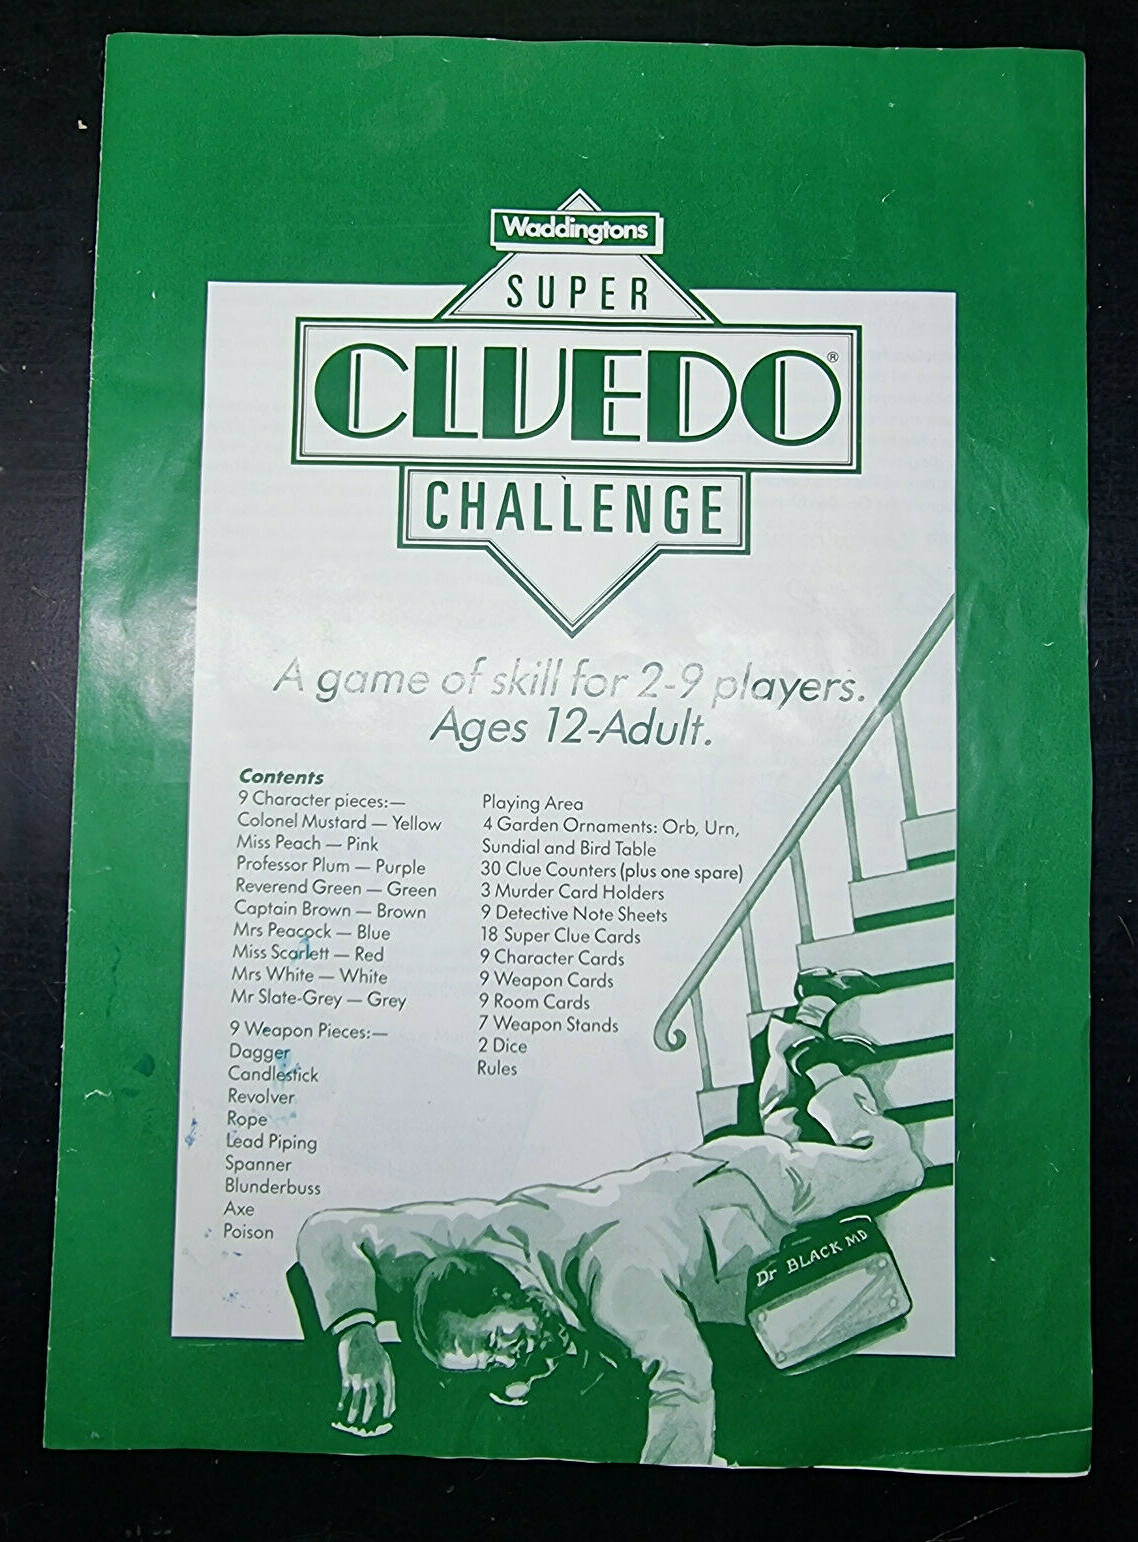 Waddingtons
SUPER
CLUEDO®
CHALLENGE
A game of skill for 2-9 players.
Ages 12-Adult.
Contents
9 Character pieces:—
Colonel Mustard — Yellow
Miss Peach — Pink
Professor Plum — Purple
Reverend Green — Green
Captain Brown — Brown
Mrs Peacock — Blue
Miss Scarlett — Red
Mrs White — White
Mr Slate-Grey — Grey
9 Weapon Pieces:—
Dagger
Candlestick
Revolver
Rope
Lead Piping
Spanner
Blunderbuss
Axe
Poison
Playing Area
4 Garden Ornaments: Orb, Urn,
Sundial and Bird Table
30 Clue Counters (plus one spare)
3 Murder Card Holders
9 Detective Note Sheets
18 Super Clue Cards
9 Character Cards
9 Weapon Cards
9 Room Cards
7 Weapon Stands
2 Dice
Rules
Dr BLACK MD